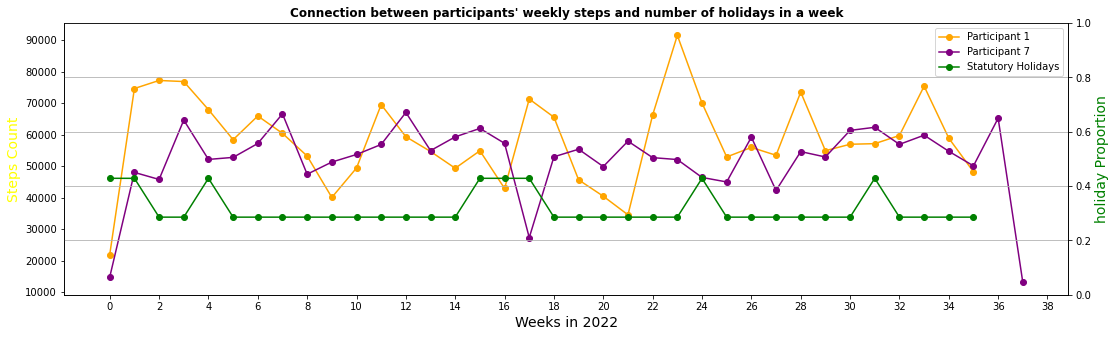 Connection between participants' weekly steps and number of holidays in a week
Steps Count
90000
80000
70000
60000
50000
40000
30000
20000
10000
Participant 1
Participant 7
Statutory Holidays
1.0
0.8
0.6
0.4
0.2
0.0
holiday Proportion
0 2 4 6 8 10 12 14 16 18 20 22 24 26 28 30 32 34 36 38
Weeks in 2022